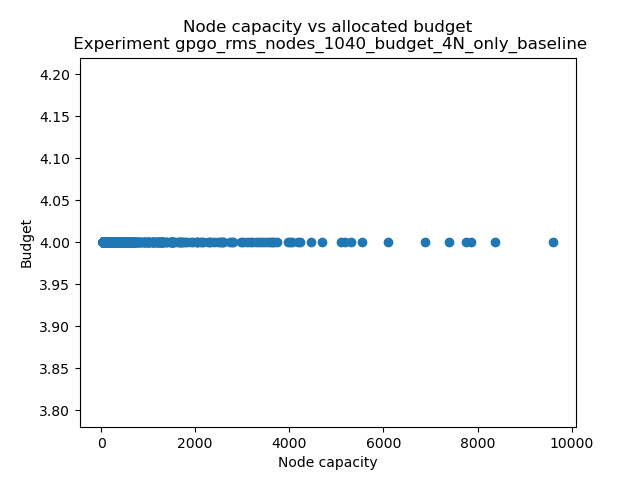 Node capacity vs allocated budget
Experiment gpgo_rms_nodes_1040_budget_4N_only_baseline
4.20
4.15
4.10
4.05
4.00
3.95
3.90
3.85
3.80
Budget
0 2000 4000 6000 8000 10000
Node capacity